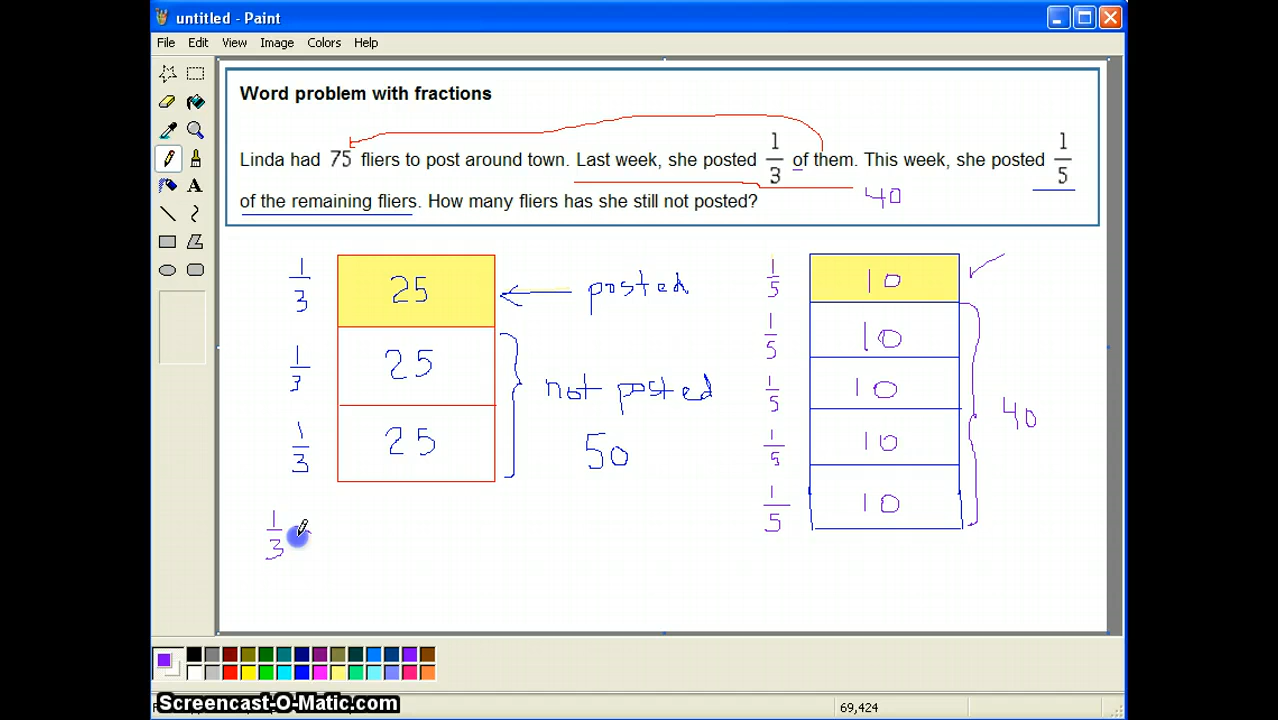 untitled - Paint
File Edit View Image Colors Help
Word problem with fractions
Linda had 75 fliers to post around town. Last week, she posted 1/3 of them. This week, she posted 1/5
of the remaining fliers. How many fliers has she still not posted?
40
1/3 25 posted
1/3 25
not posted
1/3 25
50
1/5 10
1/5 10
1/5 10
40
1/5 10
1/5 10
1/3
A
Screencast-O-Matic.com
69,424